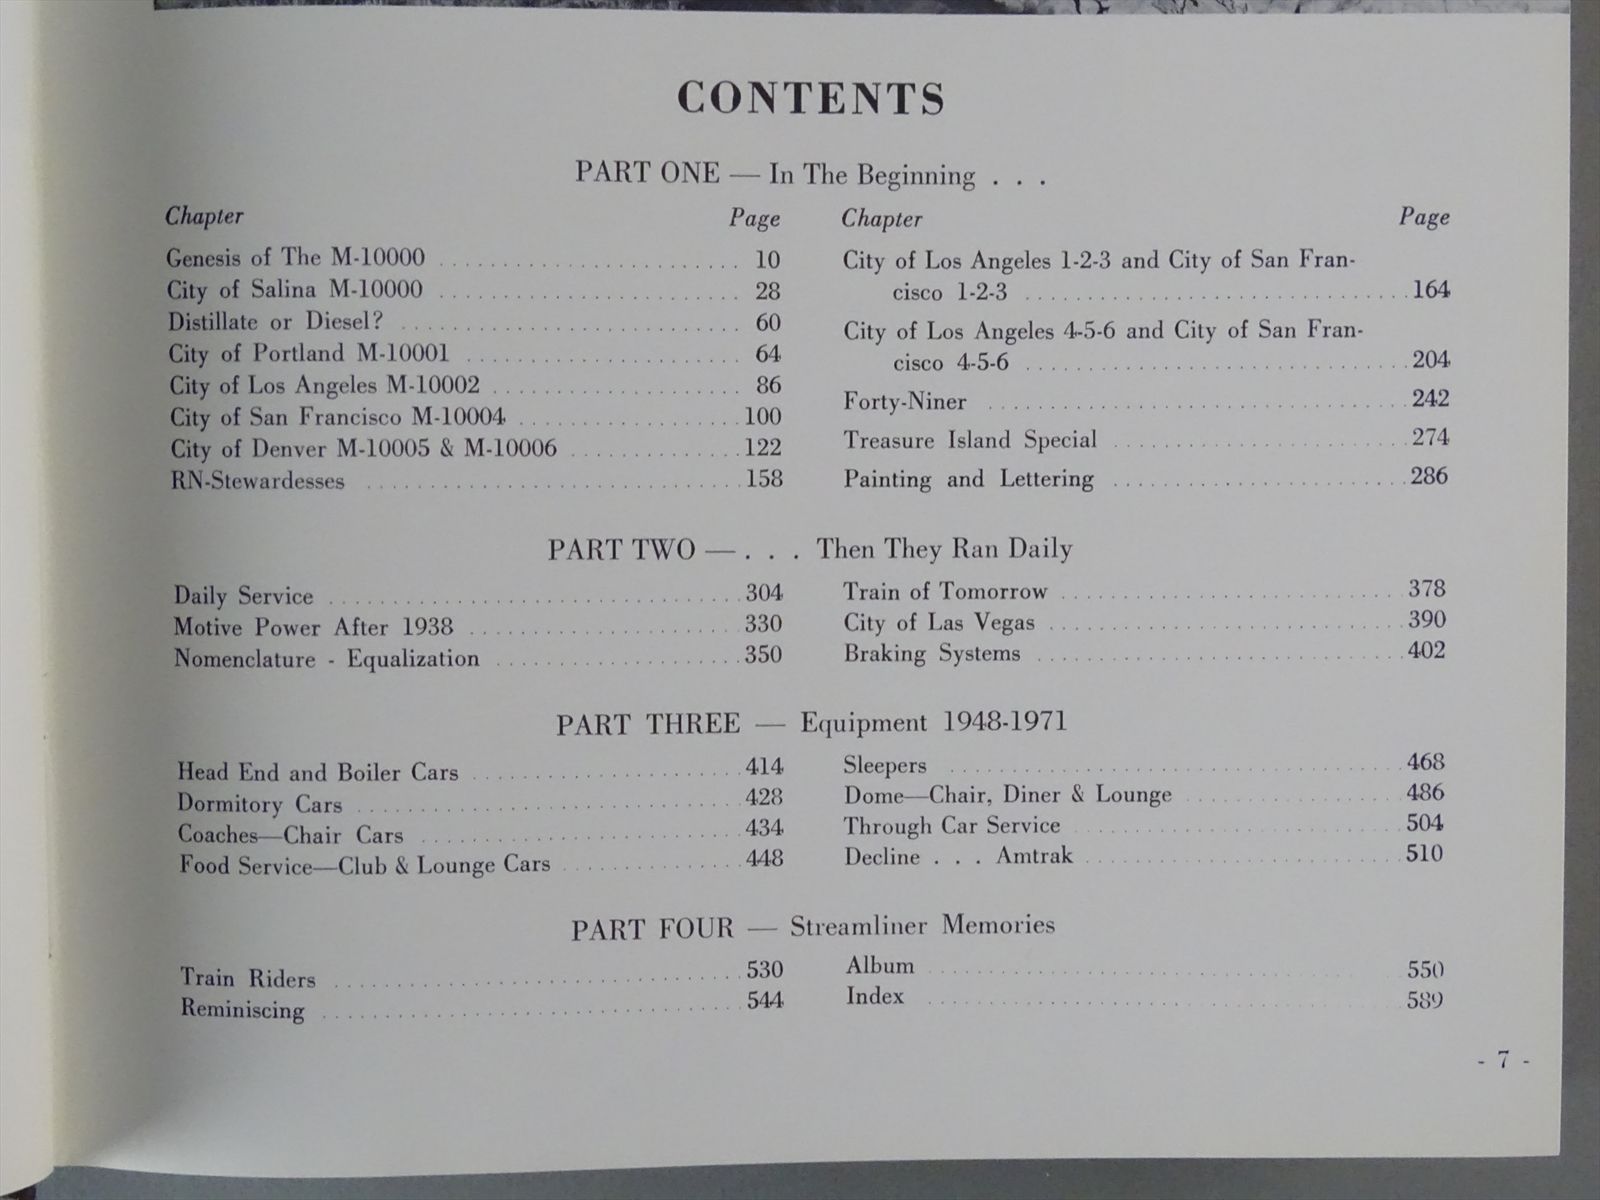 CONTENTS
PART ONE — In The Beginning . . .
Chapter Page
Genesis of The M-10000 10
City of Salina M-10000 28
Distillate or Diesel? 60
City of Portland M-10001 64
City of Los Angeles M-10002 86
City of San Francisco M-10004 100
City of Denver M-10005 & M-10006 122
RN-Stewardesses 158
Chapter Page
City of Los Angeles 1-2-3 and City of San Fran-
cisco 1-2-3 164
City of Los Angeles 4-5-6 and City of San Fran-
cisco 4-5-6 204
Forty-Niner 242
Treasure Island Special 274
Painting and Lettering 286
PART TWO — . . . Then They Ran Daily
Daily Service 304
Motive Power After 1938 330
Nomenclature - Equalization 350
Train of Tomorrow 378
City of Las Vegas 390
Braking Systems 402
PART THREE — Equipment 1948-1971
Head End and Boiler Cars 414
Dormitory Cars 428
Coaches—Chair Cars 434
Food Service—Club & Lounge Cars 448
Sleepers 468
Dome—Chair, Diner & Lounge 486
Through Car Service 504
Decline . . . Amtrak 510
PART FOUR — Streamliner Memories
Train Riders 530
Reminiscing 544
Album 550
Index 589
- 7 -